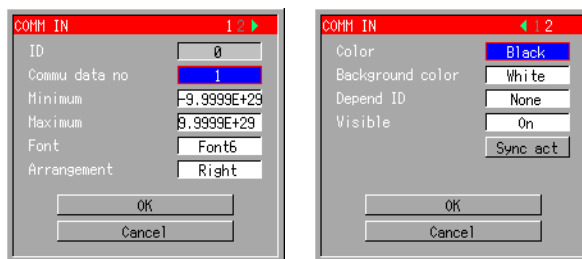 COMM IN 1 2
ID 0
Commu data no 1
Minimum -9.9999E+29
Maximum 9.9999E+29
Font Font6
Arrangement Right
OK
Cancel
COMM IN 1 2
Color Black
Background color White
Depend ID None
Visible On
Sync act
OK
Cancel